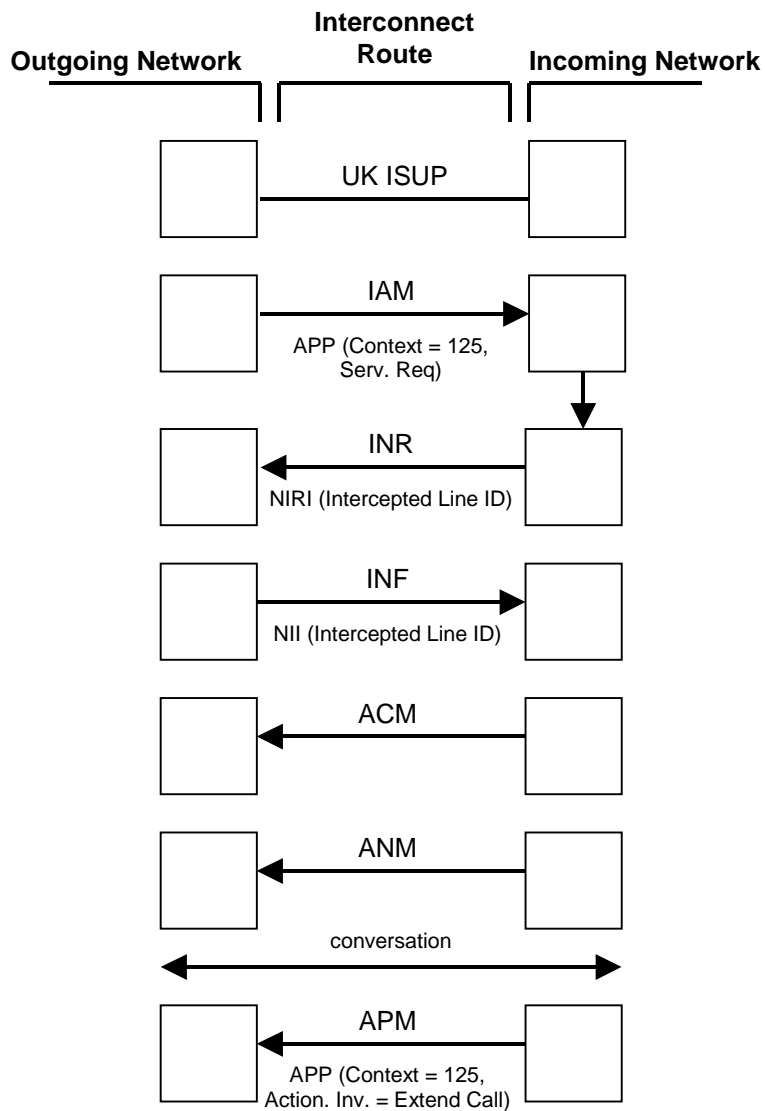 Interconnect
Route
Outgoing Network
Incoming Network
UK ISUP
IAM
APP (Context = 125,
Serv. Req)
INR
NIRI (Intercepted Line ID)
INF
NII (Intercepted Line ID)
ACM
ANM
conversation
APM
APP (Context = 125,
Action. Inv. = Extend Call)